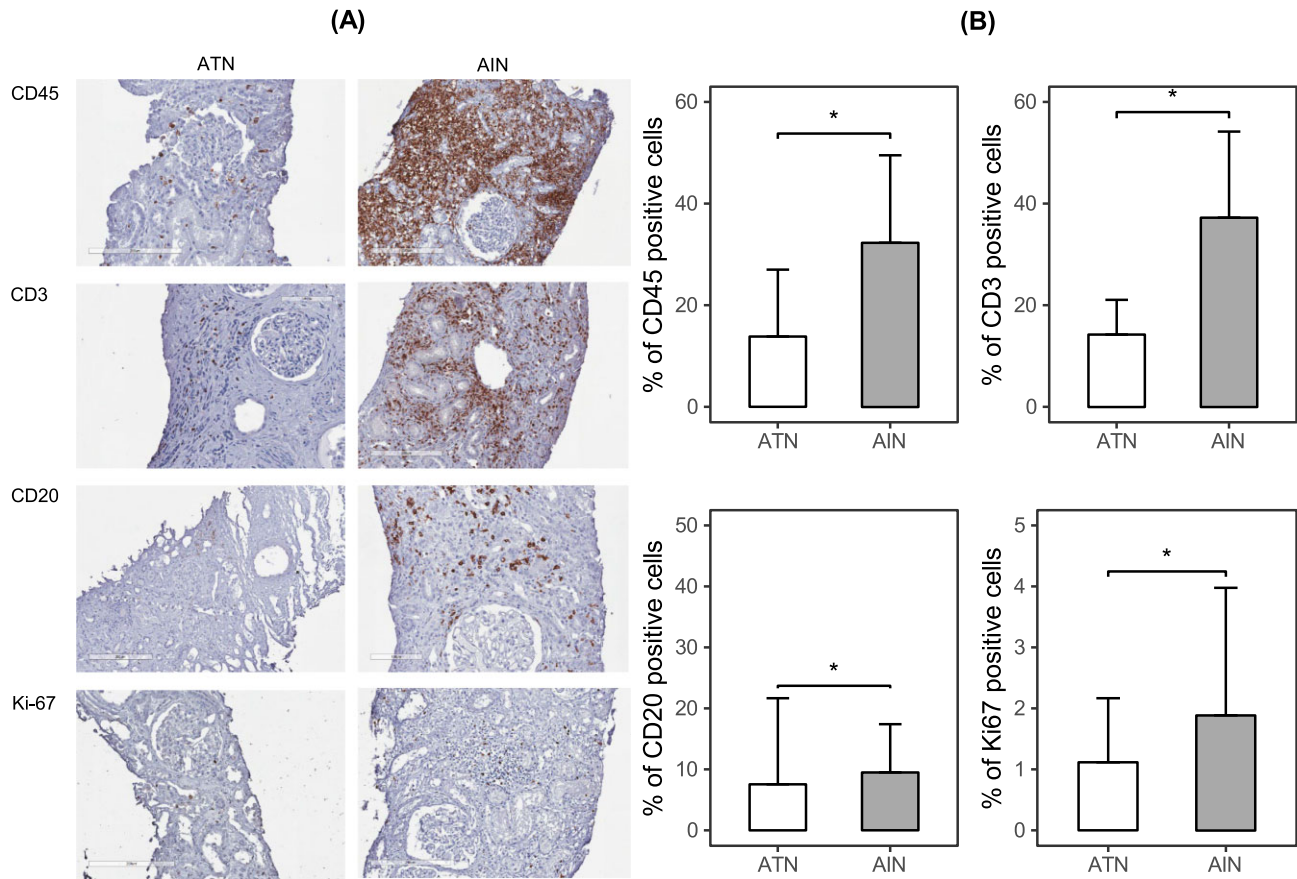 (A)
(B)
ATN
AIN
CD45
CD3
CD20
Ki-67
% of CD45 positive cells
60
40
20
0
*
ATN
AIN
% of CD3 positive cells
60
40
20
0
*
ATN
AIN
% of CD20 positive cells
50
40
30
20
10
0
*
ATN
AIN
% of Ki67 positive cells
5
4
3
2
1
0
*
ATN
AIN